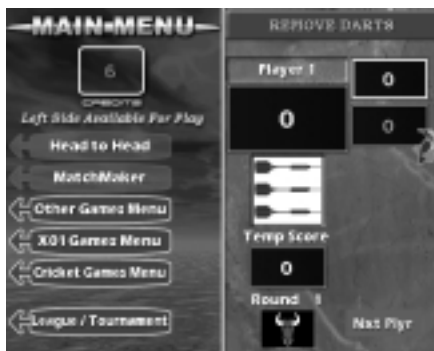 MAIN-MENU
6
CREDITS
Left Side Available For Play
Head to Head
MatchMaker
Other Games Menu
X01 Games Menu
Cricket Games Menu
League / Tournament
REMOVE DARTS
Player 1
0
0
0
Temp Score
0
Round 1
Nxt Plyr